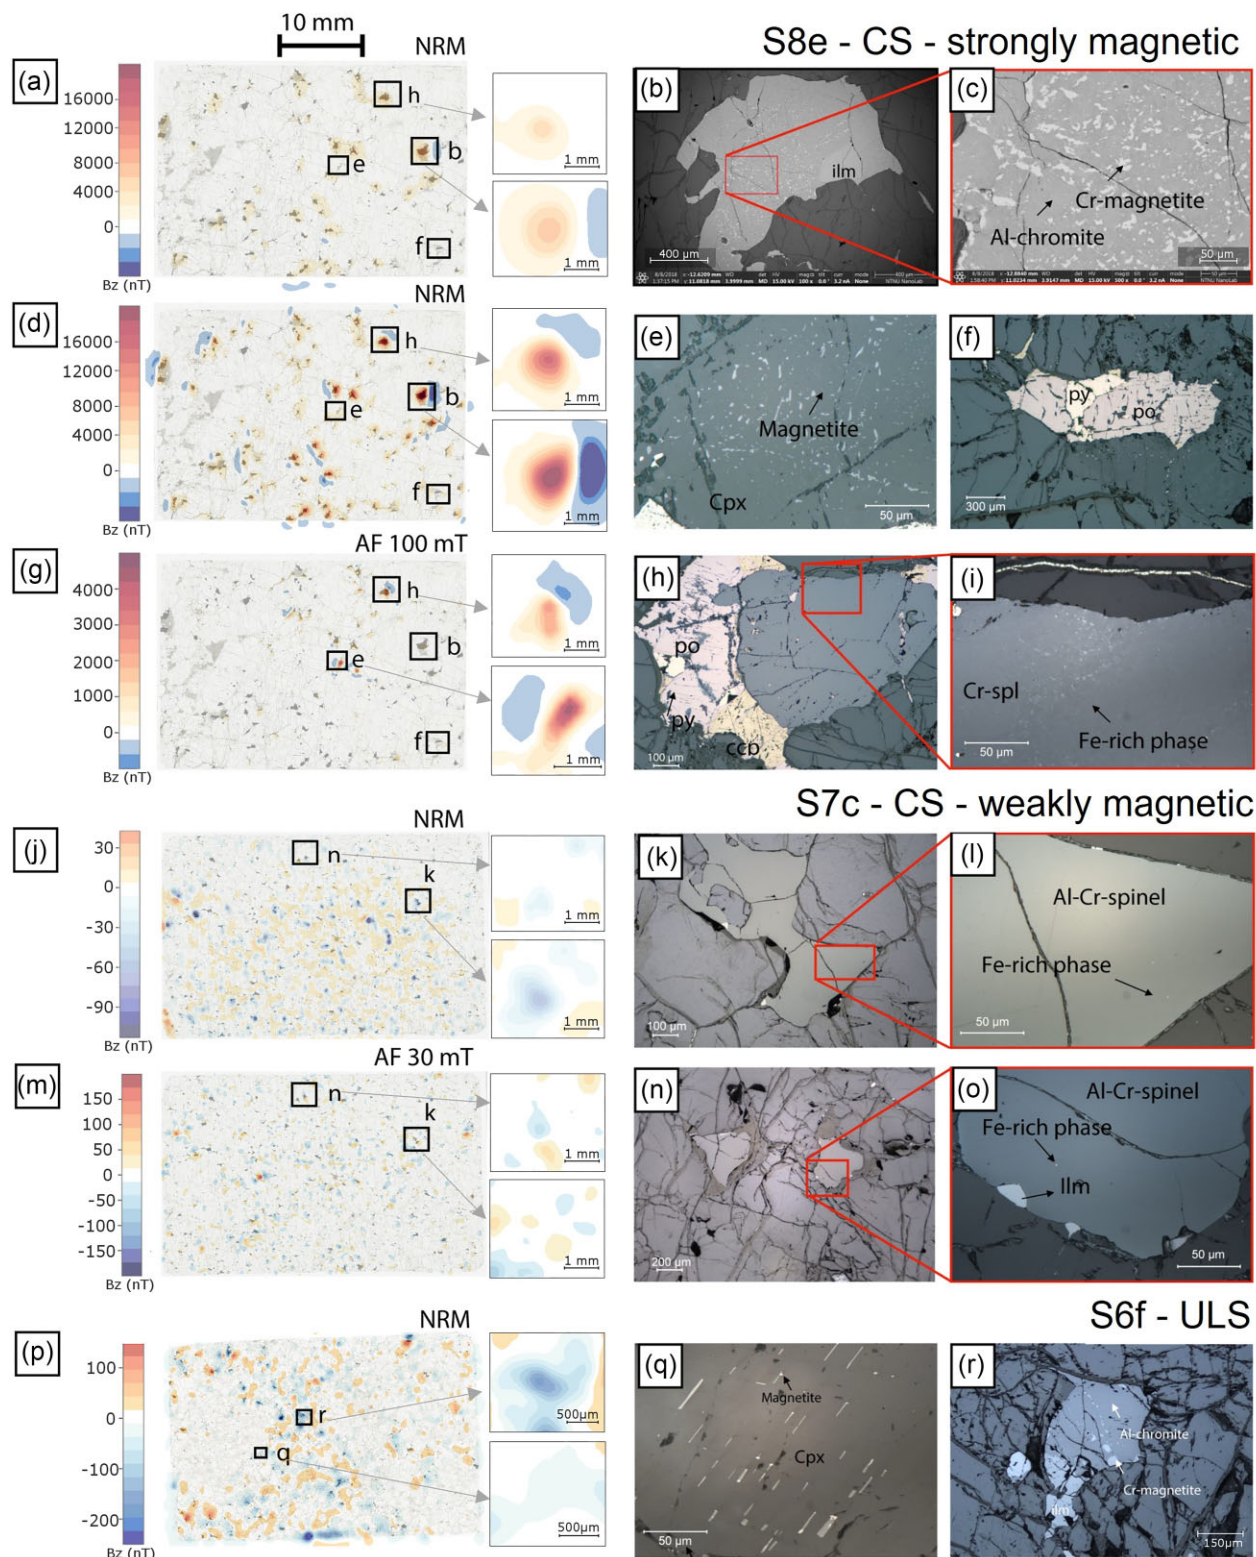 10 mm
NRM
S8e - CS - strongly magnetic
(a)
16000
12000
8000
4000
0
Bz (nT)
h
b
e
f
1 mm
1 mm
(b)
ilm
400 µm
(c)
Cr-magnetite
Al-chromite
50 µm
NRM
(d)
16000
12000
8000
4000
0
Bz (nT)
h
b
e
f
1 mm
1 mm
(e)
Magnetite
Cpx
50 µm
(f)
py
po
300 µm
AF 100 mT
(g)
4000
3000
2000
1000
0
Bz (nT)
h
b
e
f
1 mm
1 mm
(h)
po
py
ccp
100 µm
(i)
Cr-spl
Fe-rich phase
50 µm
S7c - CS - weakly magnetic
NRM
(j)
30
0
-30
-60
-90
Bz (nT)
n
k
1 mm
1 mm
(k)
100 µm
(l)
Al-Cr-spinel
Fe-rich phase
50 µm
AF 30 mT
(m)
150
100
50
0
-50
-100
-150
Bz (nT)
n
k
1 mm
1 mm
(n)
200 µm
(o)
Al-Cr-spinel
Fe-rich phase
Ilm
50 µm
S6f - ULS
NRM
(p)
100
0
-100
-200
Bz (nT)
r
q
500µm
500µm
(q)
Magnetite
Cpx
50 µm
(r)
Al-chromite
Cr-magnetite
ilm
150µm